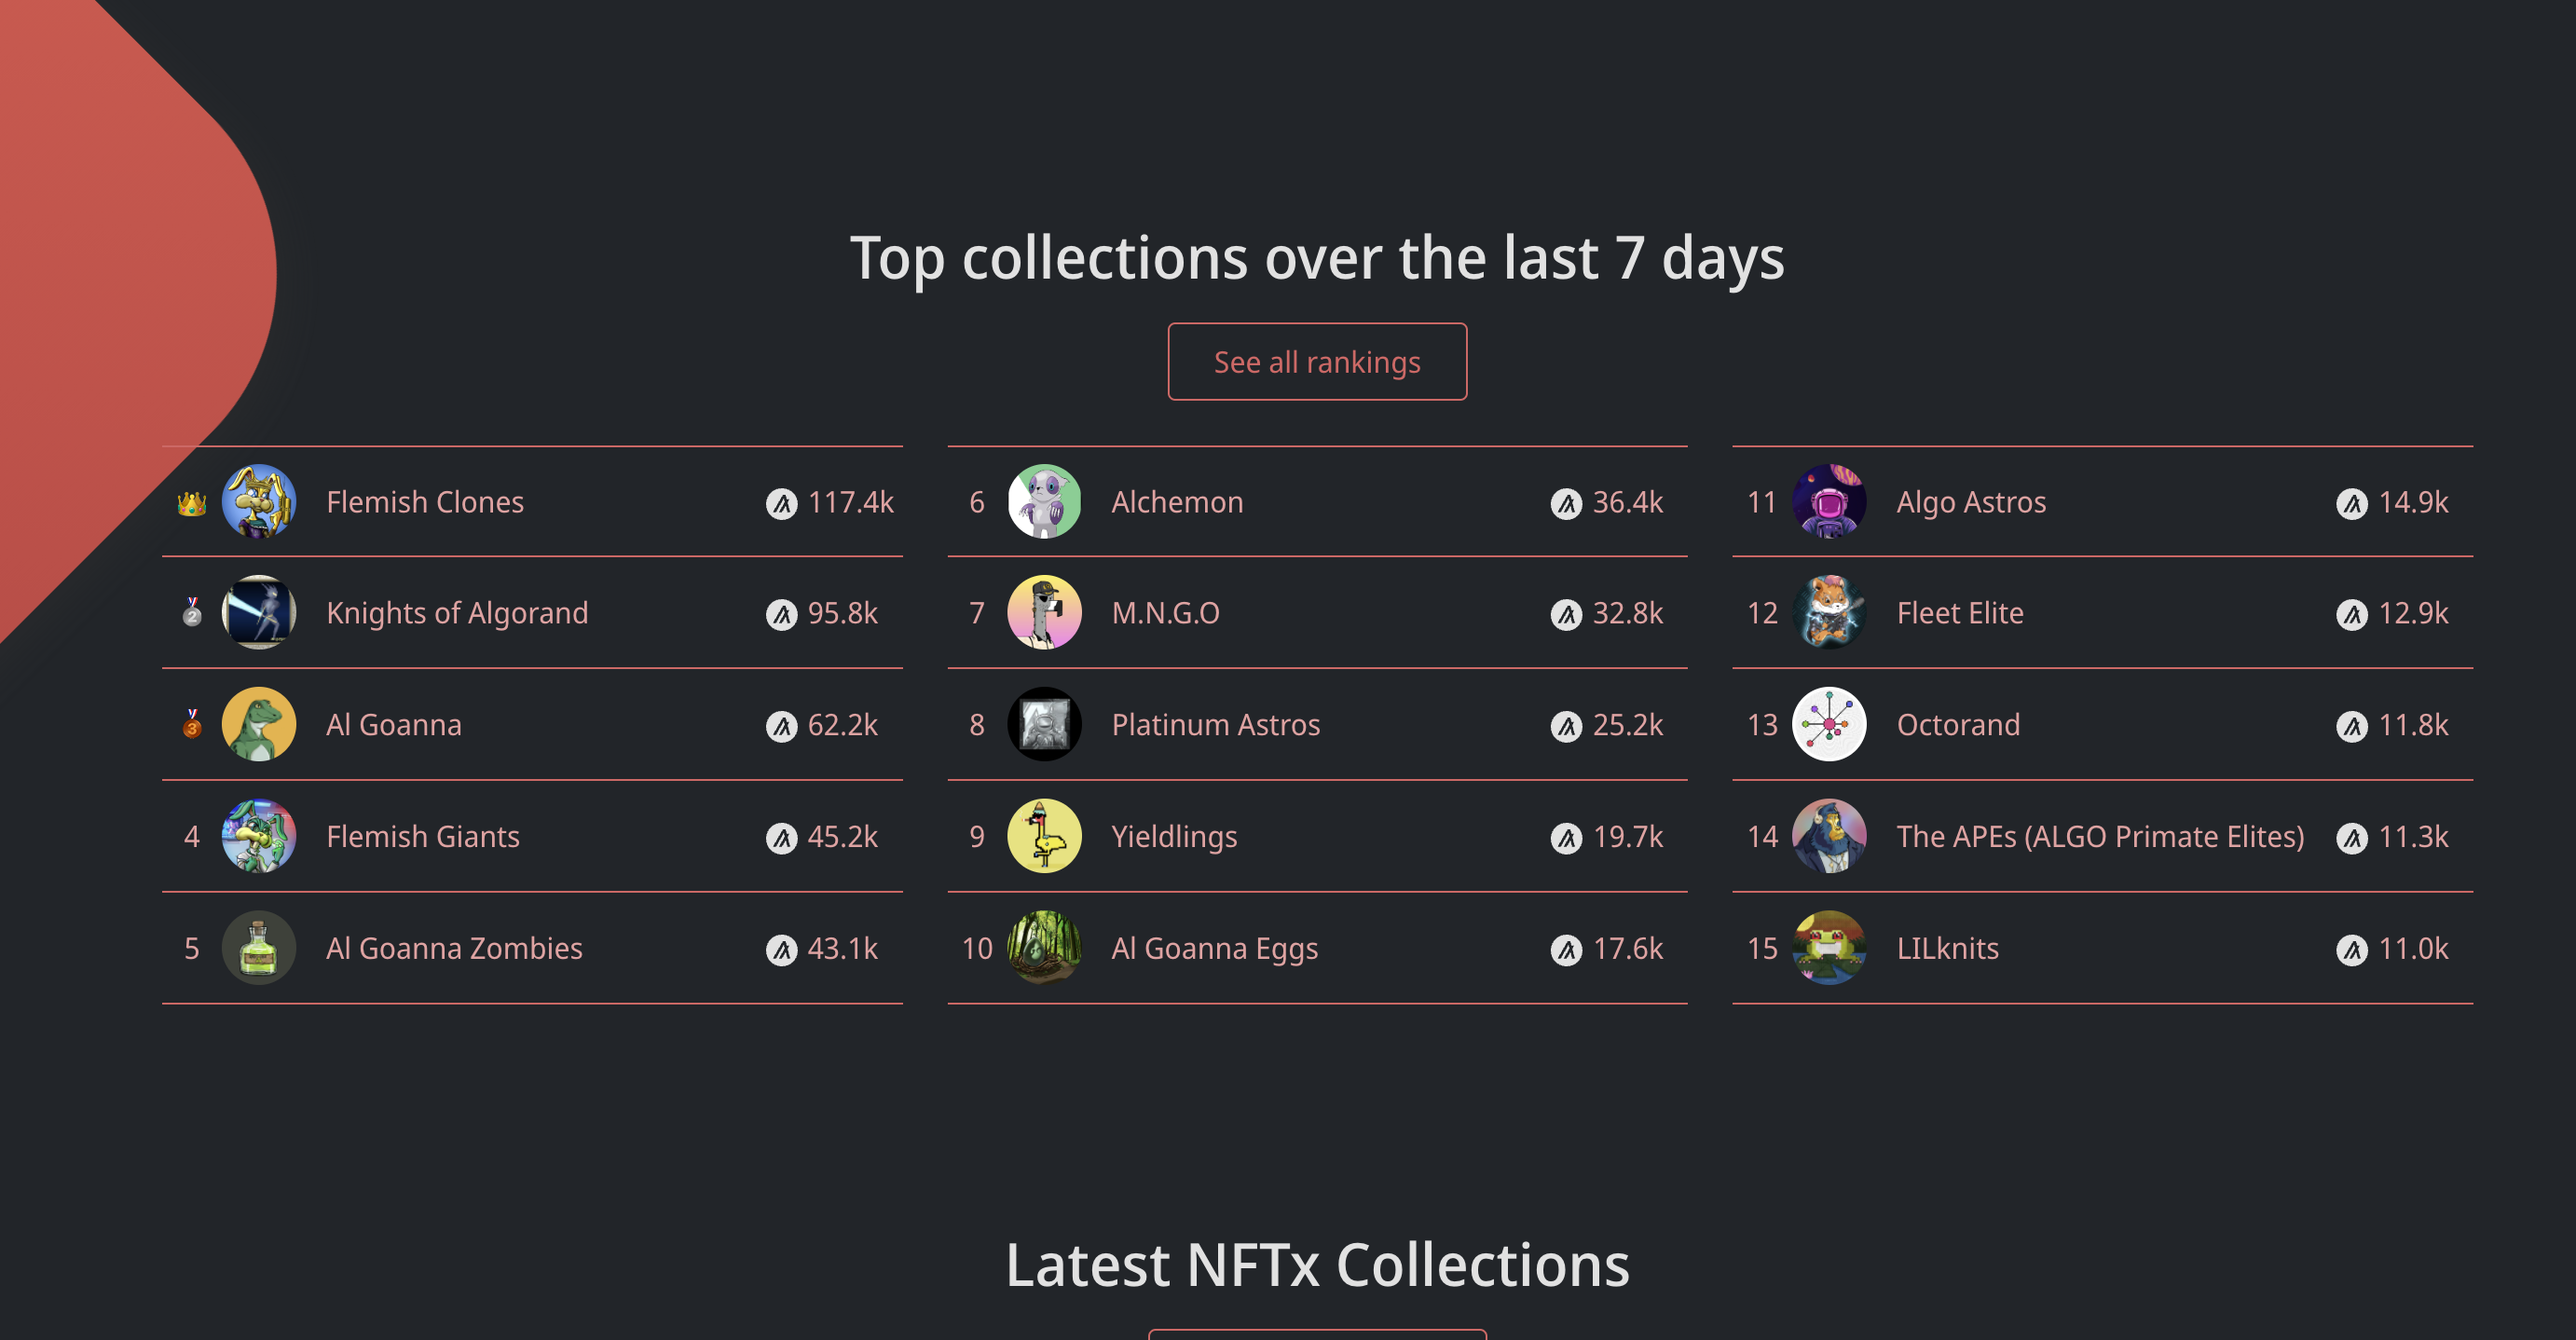 Top collections over the last 7 days
See all rankings
Flemish Clones 117.4k
2 Knights of Algorand 95.8k
3 Al Goanna 62.2k
4 Flemish Giants 45.2k
5 Al Goanna Zombies 43.1k
6 Alchemon 36.4k
7 M.N.G.O 32.8k
8 Platinum Astros 25.2k
9 Yieldlings 19.7k
10 Al Goanna Eggs 17.6k
11 Algo Astros 14.9k
12 Fleet Elite 12.9k
13 Octorand 11.8k
14 The APEs (ALGO Primate Elites) 11.3k
15 LILknits 11.0k
Latest NFTx Collections